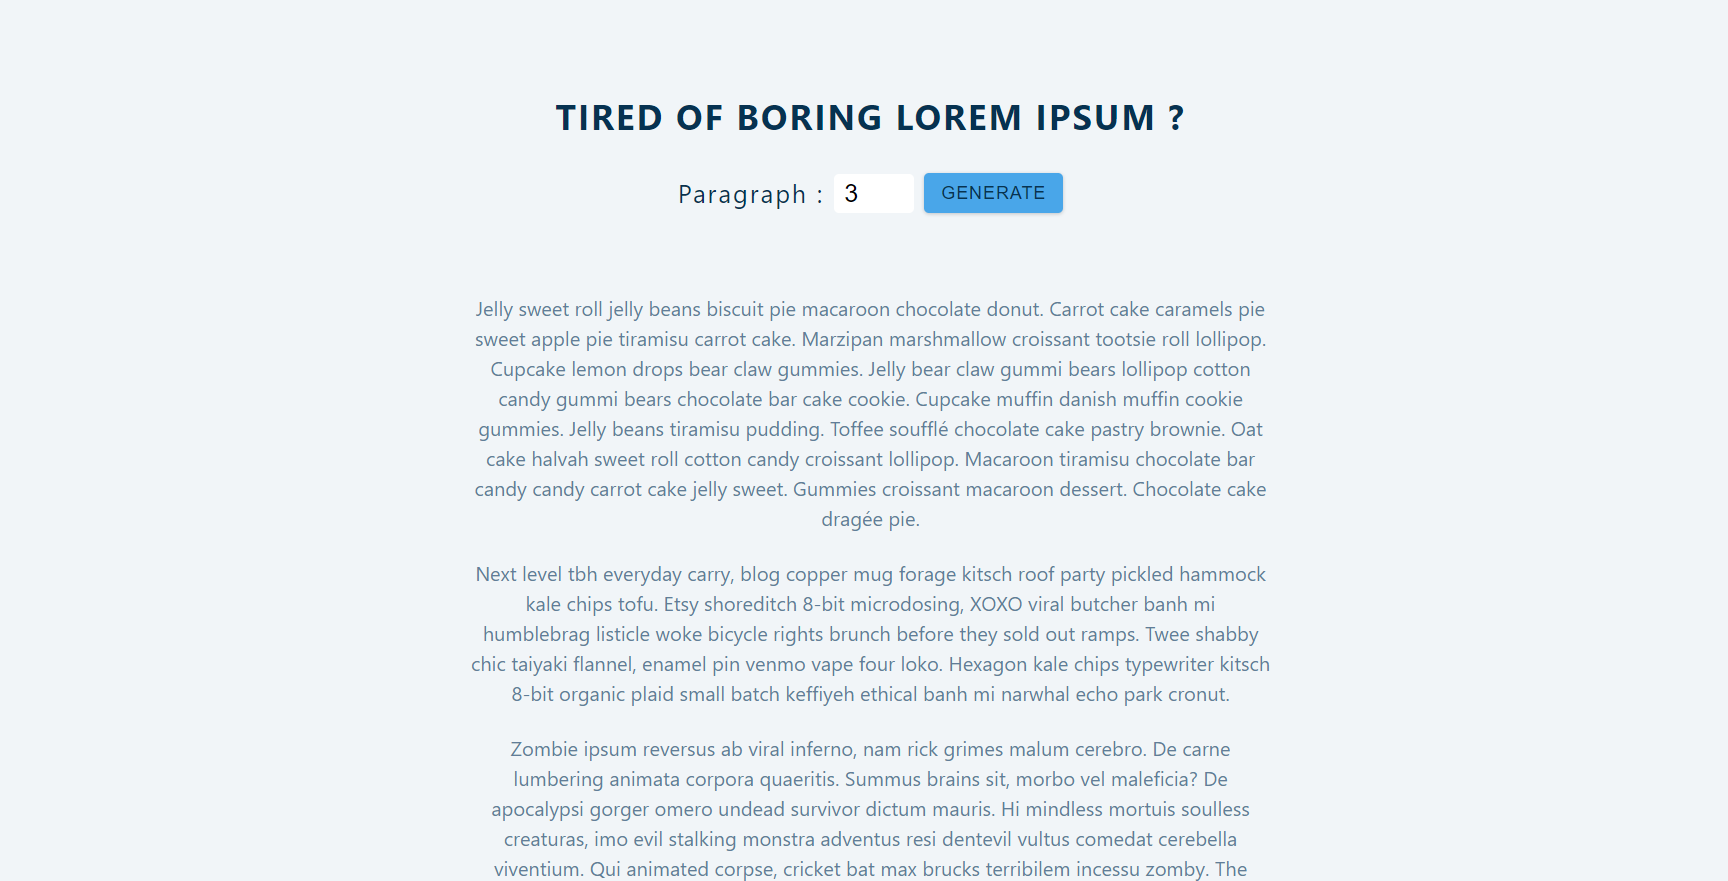 TIRED OF BORING LOREM IPSUM ?
Paragraph : 3 GENERATE
Jelly sweet roll jelly beans biscuit pie macaroon chocolate donut. Carrot cake caramels pie
sweet apple pie tiramisu carrot cake. Marzipan marshmallow croissant tootsie roll lollipop.
Cupcake lemon drops bear claw gummies. Jelly bear claw gummi bears lollipop cotton
candy gummi bears chocolate bar cake cookie. Cupcake muffin danish muffin cookie
gummies. Jelly beans tiramisu pudding. Toffee soufflé chocolate cake pastry brownie. Oat
cake halvah sweet roll cotton candy croissant lollipop. Macaroon tiramisu chocolate bar
candy candy carrot cake jelly sweet. Gummies croissant macaroon dessert. Chocolate cake
dragée pie.
Next level tbh everyday carry, blog copper mug forage kitsch roof party pickled hammock
kale chips tofu. Etsy shoreditch 8-bit microdosing, XOXO viral butcher banh mi
humblebrag listicle woke bicycle rights brunch before they sold out ramps. Twee shabby
chic taiyaki flannel, enamel pin venmo vape four loko. Hexagon kale chips typewriter kitsch
8-bit organic plaid small batch keffiyeh ethical banh mi narwhal echo park cronut.
Zombie ipsum reversus ab viral inferno, nam rick grimes malum cerebro. De carne
lumbering animata corpora quaeritis. Summus brains sit, morbo vel maleficia? De
apocalypsi gorger omero undead survivor dictum mauris. Hi mindless mortuis soulless
creaturas, imo evil stalking monstra adventus resi dentevil vultus comedat cerebella
viventium. Qui animated corpse, cricket bat max brucks terribilem incessu zomby. The